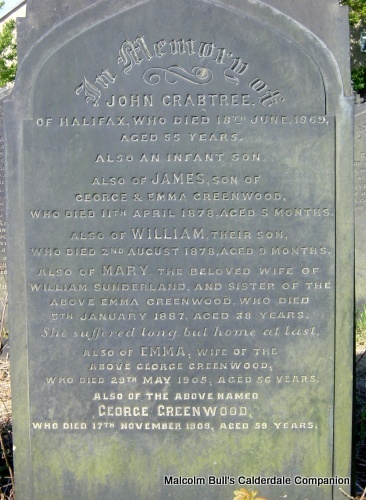 In Memory of
JOHN CRABTREE.
OF HALIFAX, WHO DIED 18TH JUNE, 1869,
AGED 55 YEARS.
ALSO AN INFANT SON.
ALSO OF JAMES, SON OF
GEORGE & EMMA GREENWOOD,
WHO DIED 11TH APRIL 1878, AGED 5 MONTHS.
ALSO OF WILLIAM, THEIR SON,
WHO DIED 2ND AUGUST 1878, AGED 9 MONTHS.
ALSO OF MARY, THE BELOVED WIFE OF
WILLIAM SUNDERLAND, AND SISTER OF THE
ABOVE EMMA GREENWOOD, WHO DIED
5TH JANUARY 1887, AGED 38 YEARS.
She suffered long but home at last.
ALSO OF EMMA, WIFE OF THE
ABOVE GEORGE GREENWOOD,
WHO DIED 28TH MAY 1905, AGED 56 YEARS.
ALSO OF THE ABOVE NAMED
GEORGE GREENWOOD,
WHO DIED 17TH NOVEMBER 1909, AGED 59 YEARS.
Malcolm Bull's Calderdale Companion